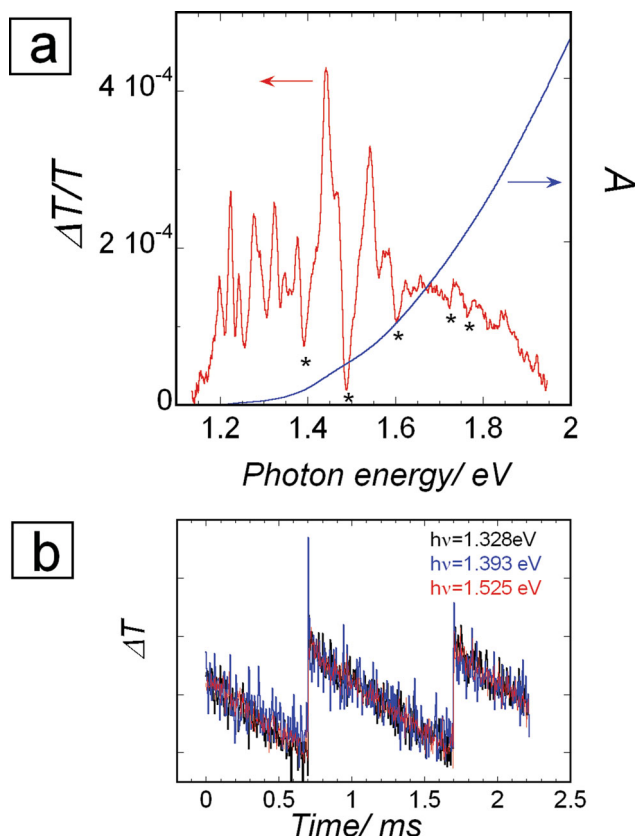 a
4 10-4
2 10-4
0
ΔT/T
A
*
*
*
*
*
1.2 1.4 1.6 1.8 2
Photon energy/ eV
b
hν=1.328eV
hν=1.393 eV
hν=1.525 eV
ΔT
0 0.5 1 1.5 2 2.5
Time/ ms